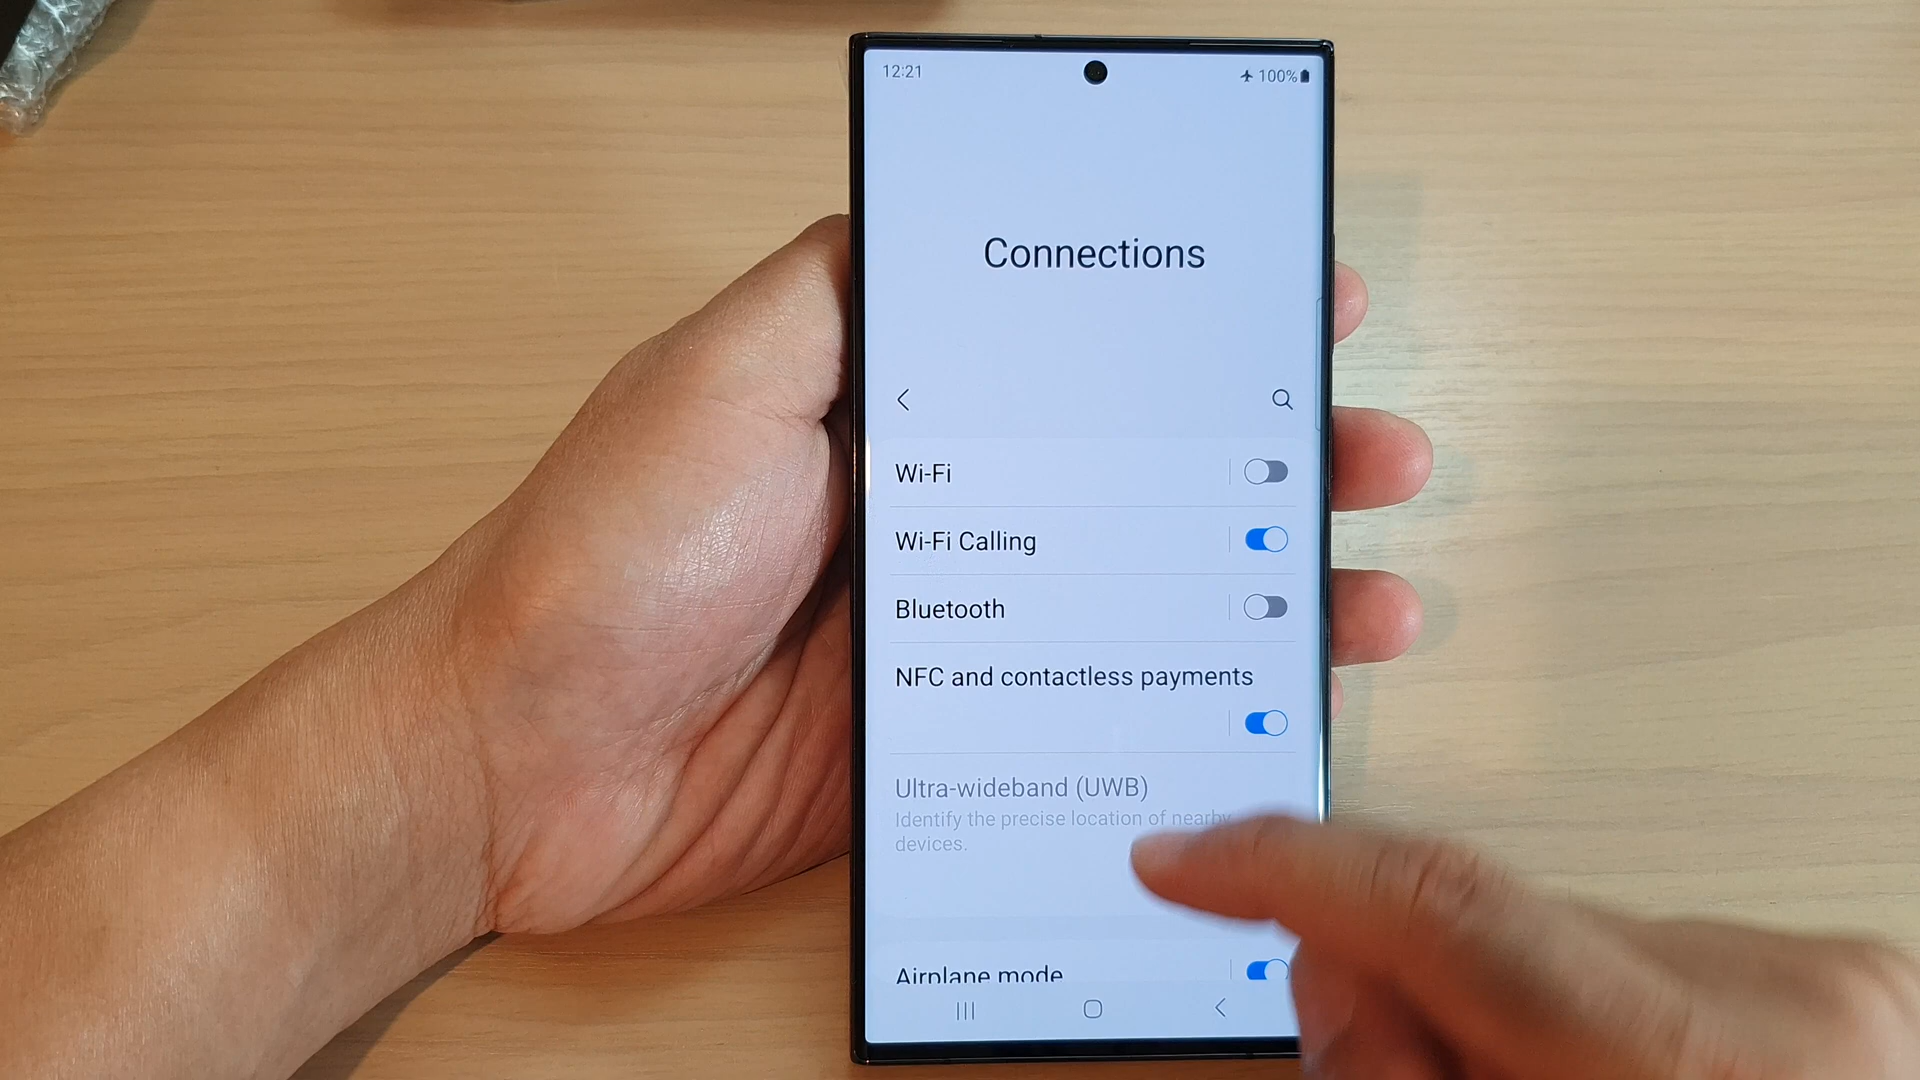 12:21
100%
Connections
Wi-Fi
Wi-Fi Calling
Bluetooth
NFC and contactless payments
Ultra-wideband (UWB)
Identify the precise location of nearby
devices.
Airplane mode